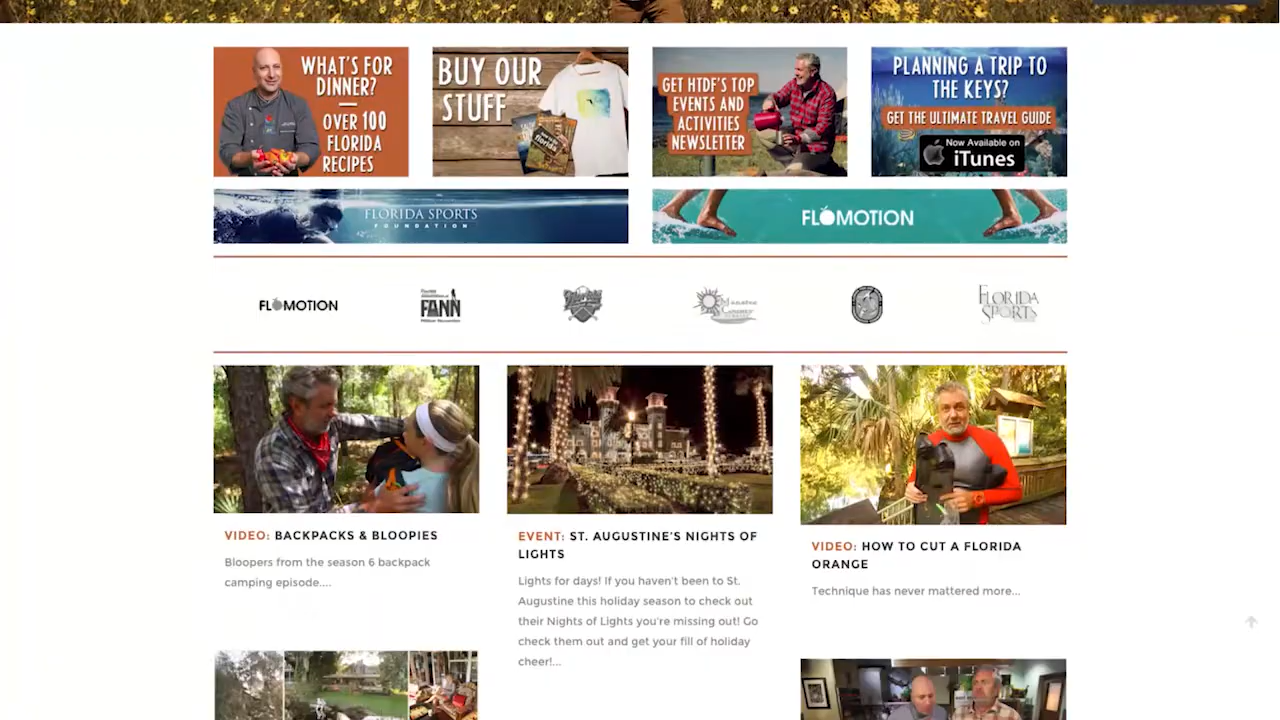 WHAT'S FOR
DINNER?
OVER 100
FLORIDA
RECIPES
BUY OUR
STUFF
GET HTDF'S TOP
EVENTS AND
ACTIVITIES
NEWSLETTER
PLANNING A TRIP TO
THE KEYS?
GET THE ULTIMATE TRAVEL GUIDE
Now Available on
iTunes
FLORIDA SPORTS
FOUNDATION
FLOMOTION
FLOMOTION
FANN
FLORIDA
SPORTS
VIDEO: BACKPACKS & BLOOPIES
Bloopers from the season 6 backpack
camping episode....
EVENT: ST. AUGUSTINE'S NIGHTS OF
LIGHTS
Lights for days! If you haven't been to St.
Augustine this holiday season to check out
their Nights of Lights you're missing out! Go
check them out and get your fill of holiday
cheer!...
VIDEO: HOW TO CUT A FLORIDA
ORANGE
Technique has never mattered more...